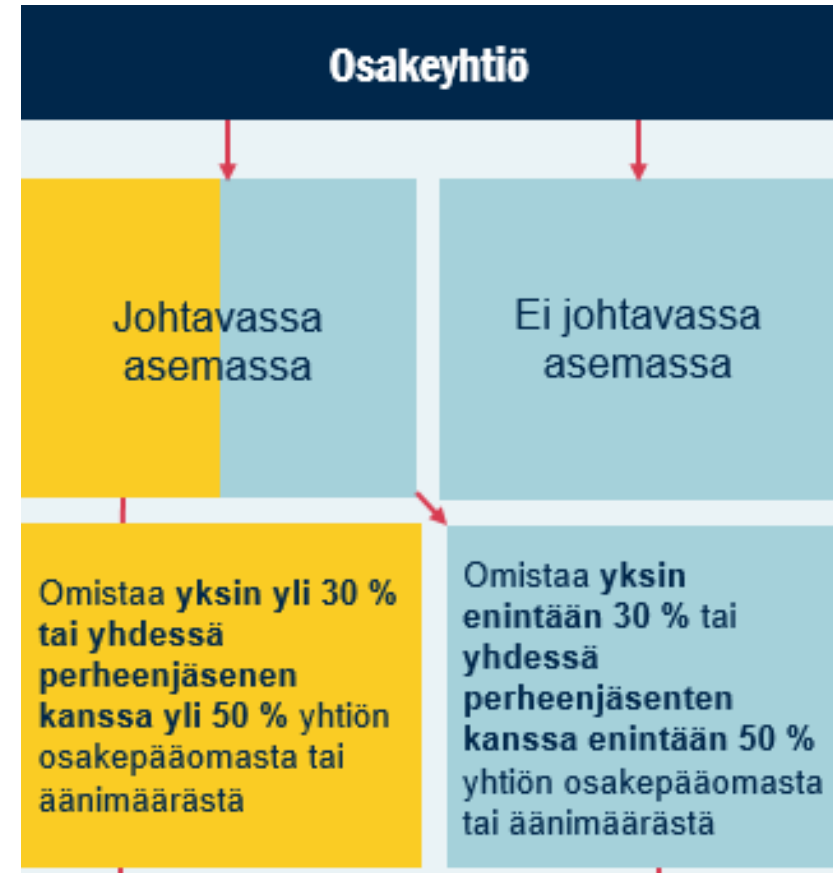 Osakeyhtiö
Johtavassa
asemassa
Ei johtavassa
asemassa
Omistaa yksin yli 30 %
tai yhdessä
perheenjäsenen
kanssa yli 50 % yhtiön
osakepääomasta tai
äänimäärästä
Omistaa yksin
enintään 30 % tai
yhdessä
perheenjäsenten
kanssa enintään 50 %
yhtiön osakepääomasta
tai äänimäärästä